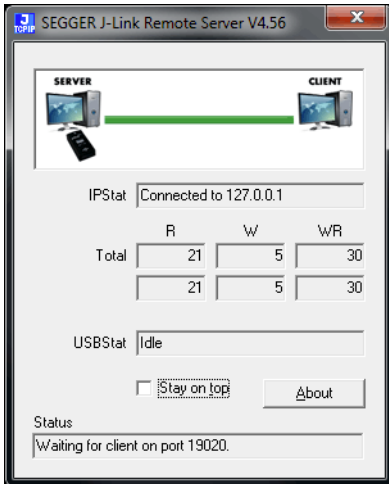 J
TCPIP
SEGGER J-Link Remote Server V4.56
SERVER
CLIENT
IPStat Connected to 127.0.0.1
R W WR
Total 21 5 30
21 5 30
USBStat Idle
Stay on top
About
Status
Waiting for client on port 19020.